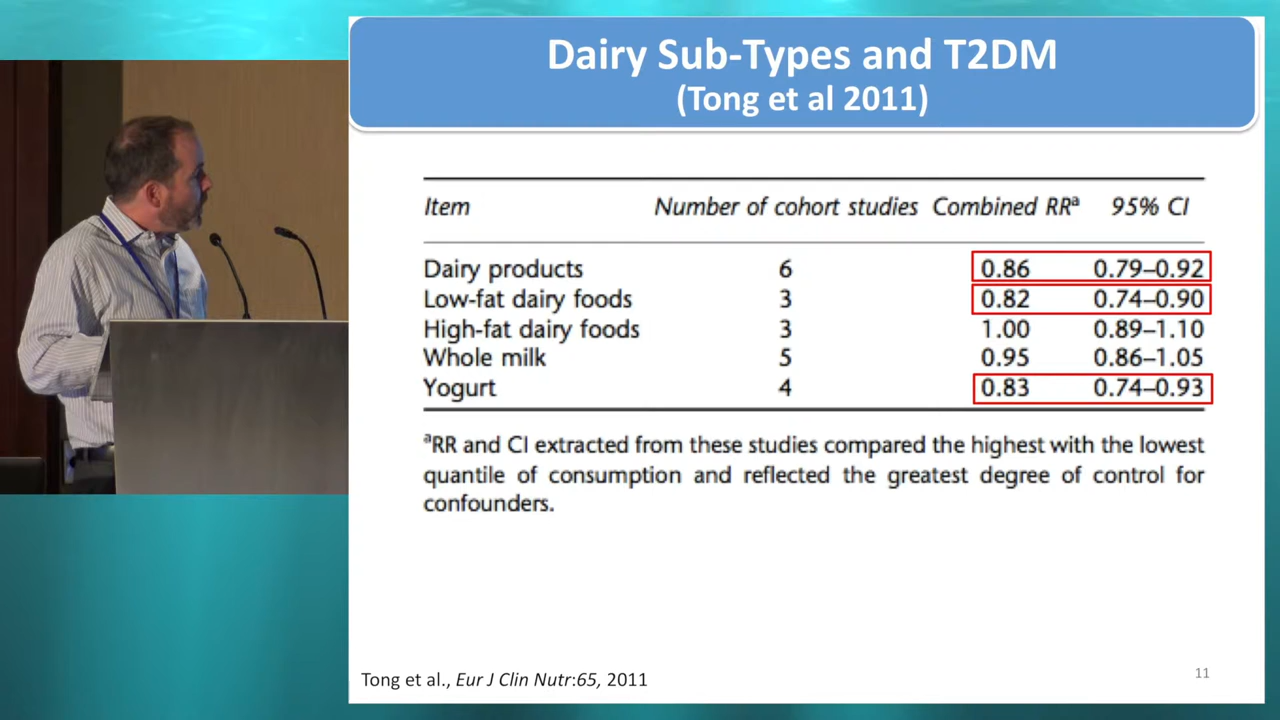 Dairy Sub-Types and T2DM
(Tong et al 2011)
Item Number of cohort studies Combined RRᵃ 95% CI
Dairy products 6 0.86 0.79–0.92
Low-fat dairy foods 3 0.82 0.74–0.90
High-fat dairy foods 3 1.00 0.89–1.10
Whole milk 5 0.95 0.86–1.05
Yogurt 4 0.83 0.74–0.93
ᵃRR and CI extracted from these studies compared the highest with the lowest
quantile of consumption and reflected the greatest degree of control for
confounders.
Tong et al., Eur J Clin Nutr:65, 2011
11